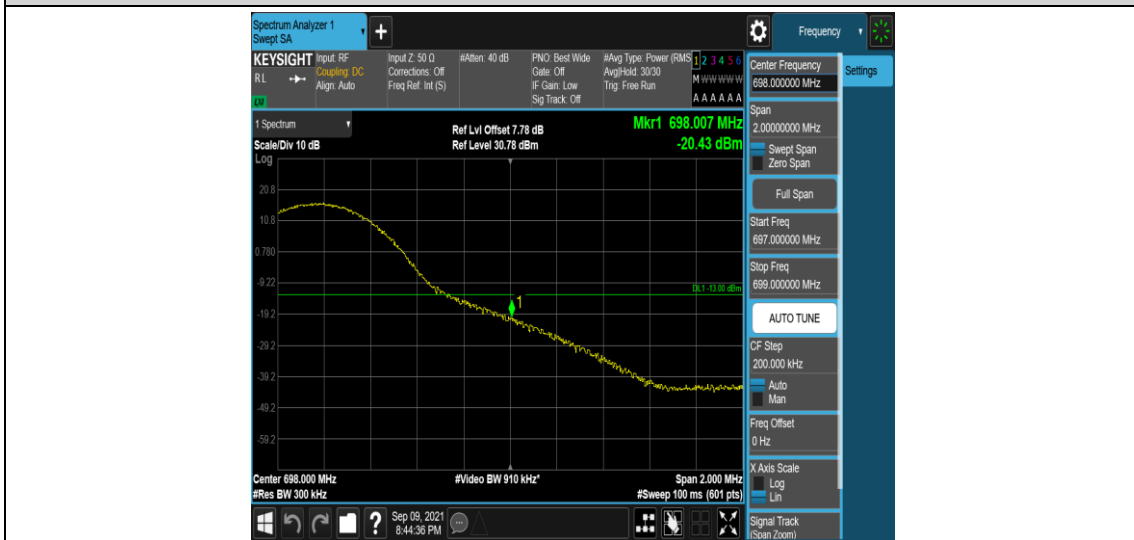 Spectrum Analyzer 1
Swept SA
+
Frequency
KEYSIGHT
Input: RF
Input Z: 50 Ω
#Atten: 40 dB
PNO: Best Wide
#Avg Type: Power (RMS
1 2 3 4 5 6
RL
Coupling: DC
Corrections: Off
Gate: Off
Avg|Hold: 30/30
M W W W W W
Align: Auto
Freq Ref: Int (S)
IF Gain: Low
Trig: Free Run
Sig Track: Off
A A A A A A
Center Frequency
698.000000 MHz
Settings
Span
2.00000000 MHz
Swept Span
Zero Span
Full Span
Start Freq
697.000000 MHz
Stop Freq
699.000000 MHz
AUTO TUNE
CF Step
200.000 kHz
Auto
Man
Freq Offset
0 Hz
X Axis Scale
Log
Lin
Signal Track
(Span Zoom)
1 Spectrum
Ref Lvl Offset 7.78 dB
Mkr1 698.007 MHz
Scale/Div 10 dB
Ref Level 30.78 dBm
-20.43 dBm
Log
20.8
10.8
0.780
-9.22
DL1 -13.00 dBm
1
-19.2
-29.2
-39.2
-49.2
-59.2
Center 698.000 MHz
#Video BW 910 kHz*
Span 2.000 MHz
#Res BW 300 kHz
#Sweep 100 ms (601 pts)
?
Sep 09, 2021
8:44:36 PM